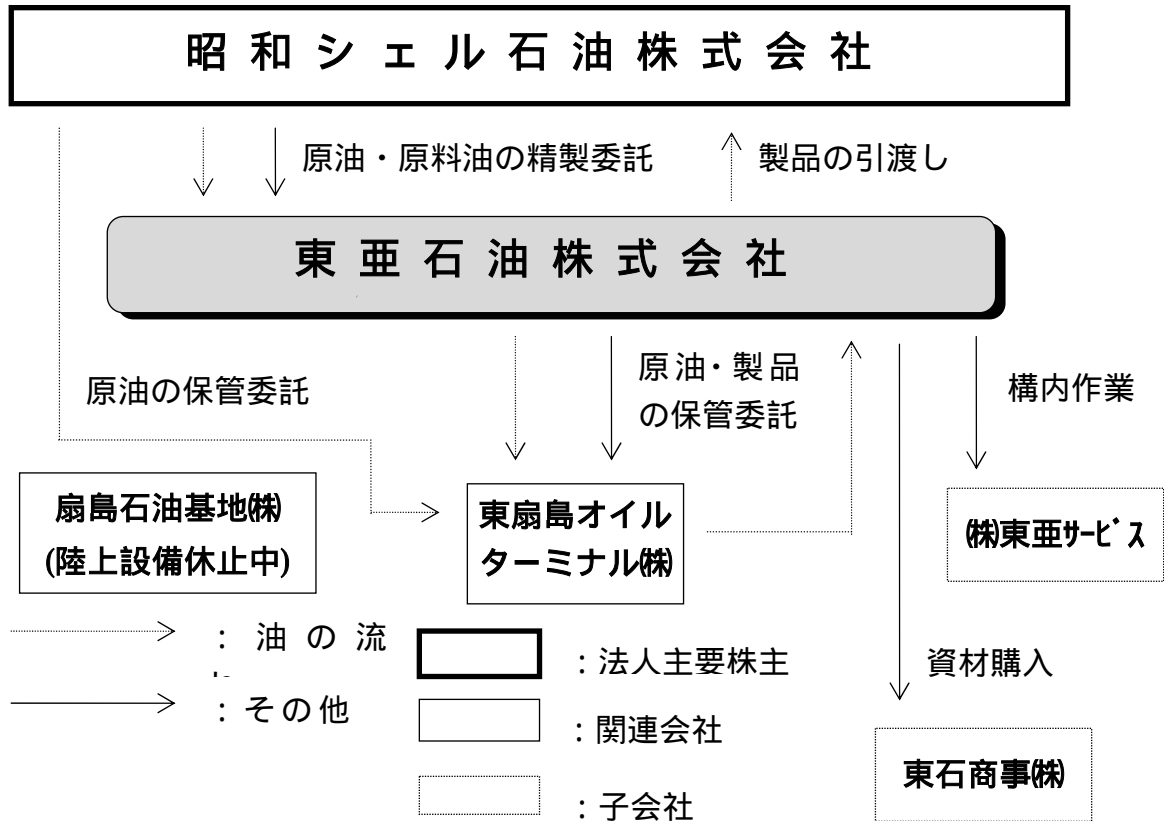 昭和シェル石油株式会社
原油・原料油の精製委託
製品の引渡し
東亜石油株式会社
原油の保管委託
原油・製品
の保管委託
構内作業
扇島石油基地㈱
(陸上設備休止中)
東扇島オイル
ターミナル㈱
㈱東亜ｻｰﾋﾞｽ
：油の流
：法人主要株主
資材購入
：その他
：関連会社
東石商事㈱
：子会社